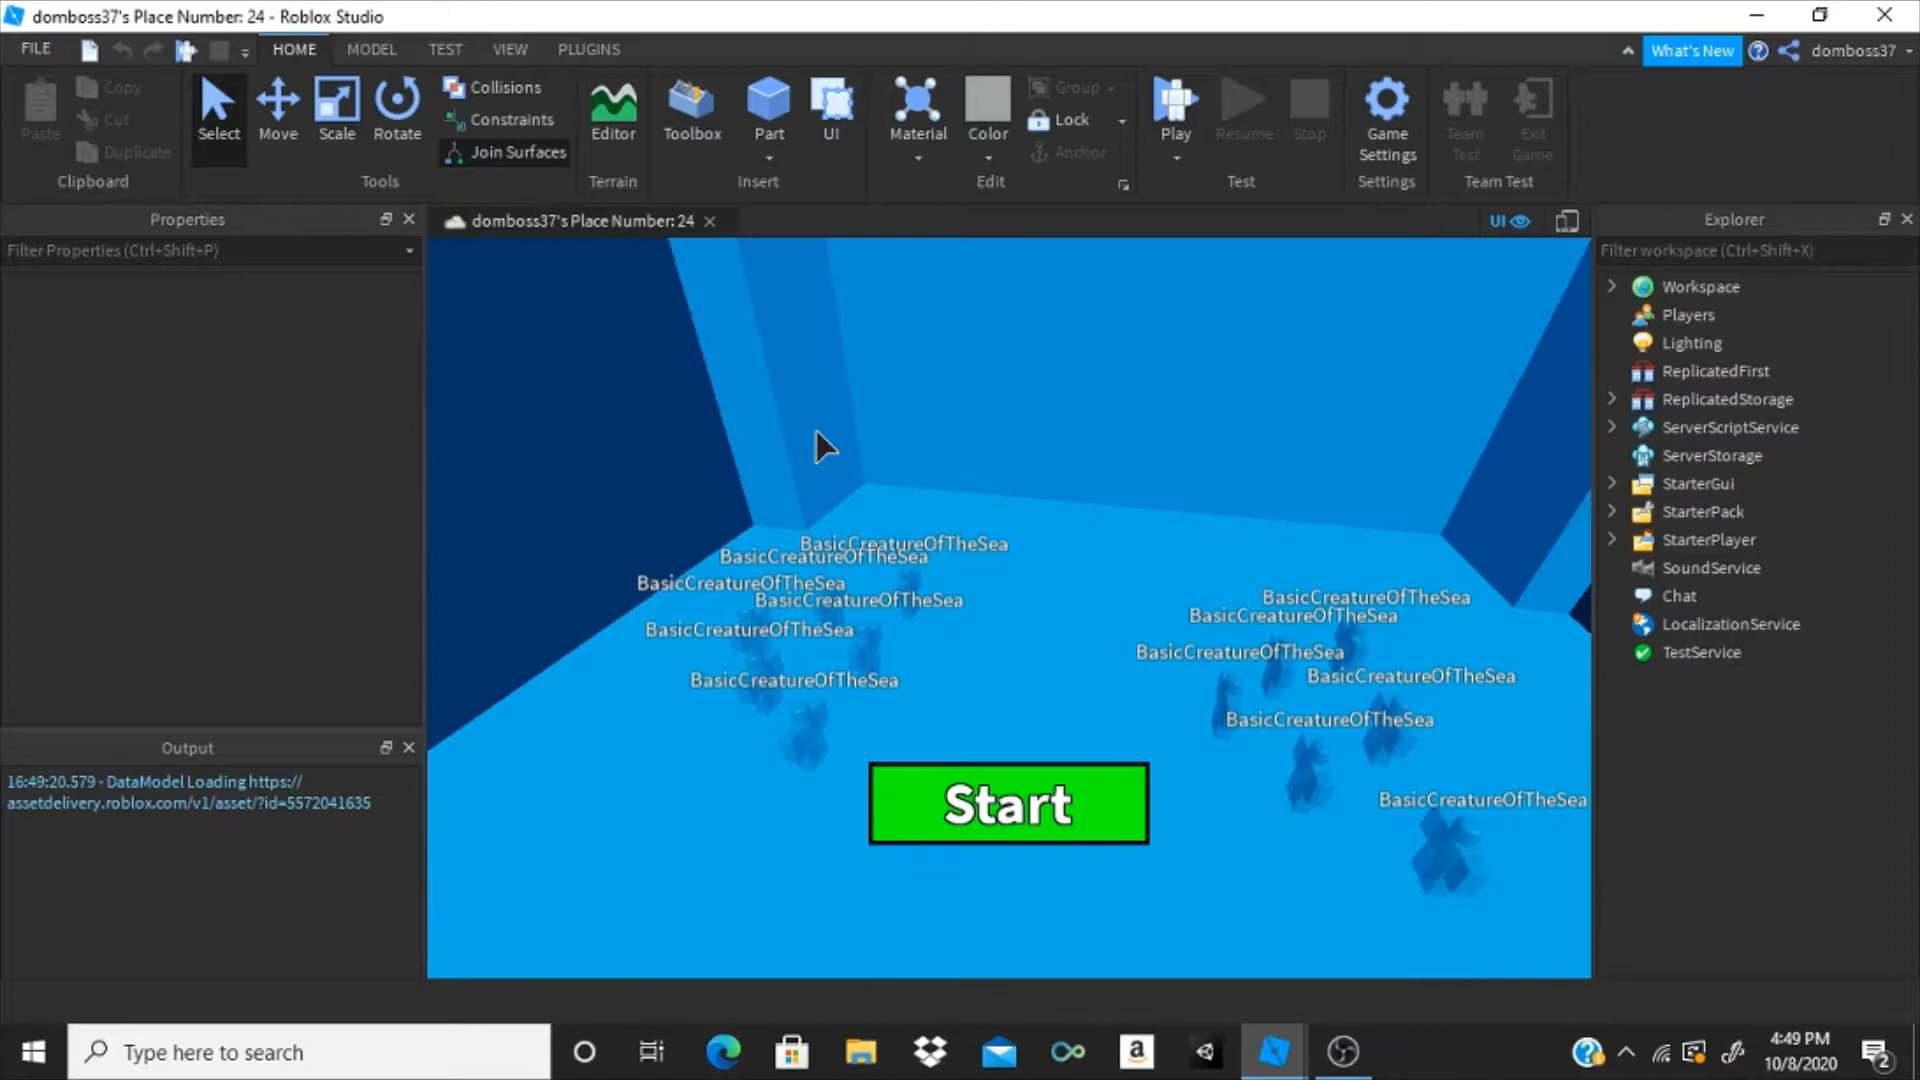 domboss37's Place Number: 24 - Roblox Studio
FILE HOME MODEL TEST VIEW PLUGINS What's New domboss37
Paste Copy Cut Duplicate Clipboard
Select Move Scale Rotate Collisions Constraints Join Surfaces Tools
Editor Terrain
Toolbox Part UI Insert
Material Color Group Lock Anchor Edit
Play Resume Stop Test
Game Settings Settings
Team Test Exit Game Team Test
Properties
Filter Properties (Ctrl+Shift+P)
Output
16:49:20.579 - DataModel Loading https://
assetdelivery.roblox.com/v1/asset/?id=5572041635
domboss37's Place Number: 24
UI
BasicCreatureOfTheSea
BasicCreatureOfTheSea
BasicCreatureOfTheSea
BasicCreatureOfTheSea
BasicCreatureOfTheSea
BasicCreatureOfTheSea
BasicCreatureOfTheSea
BasicCreatureOfTheSea
BasicCreatureOfTheSea
BasicCreatureOfTheSea
BasicCreatureOfTheSea
BasicCreatureOfTheSea
Start
Explorer
Filter workspace (Ctrl+Shift+X)
Workspace
Players
Lighting
ReplicatedFirst
ReplicatedStorage
ServerScriptService
ServerStorage
StarterGui
StarterPack
StarterPlayer
SoundService
Chat
LocalizationService
TestService
Type here to search
a
4:49 PM
10/8/2020
2